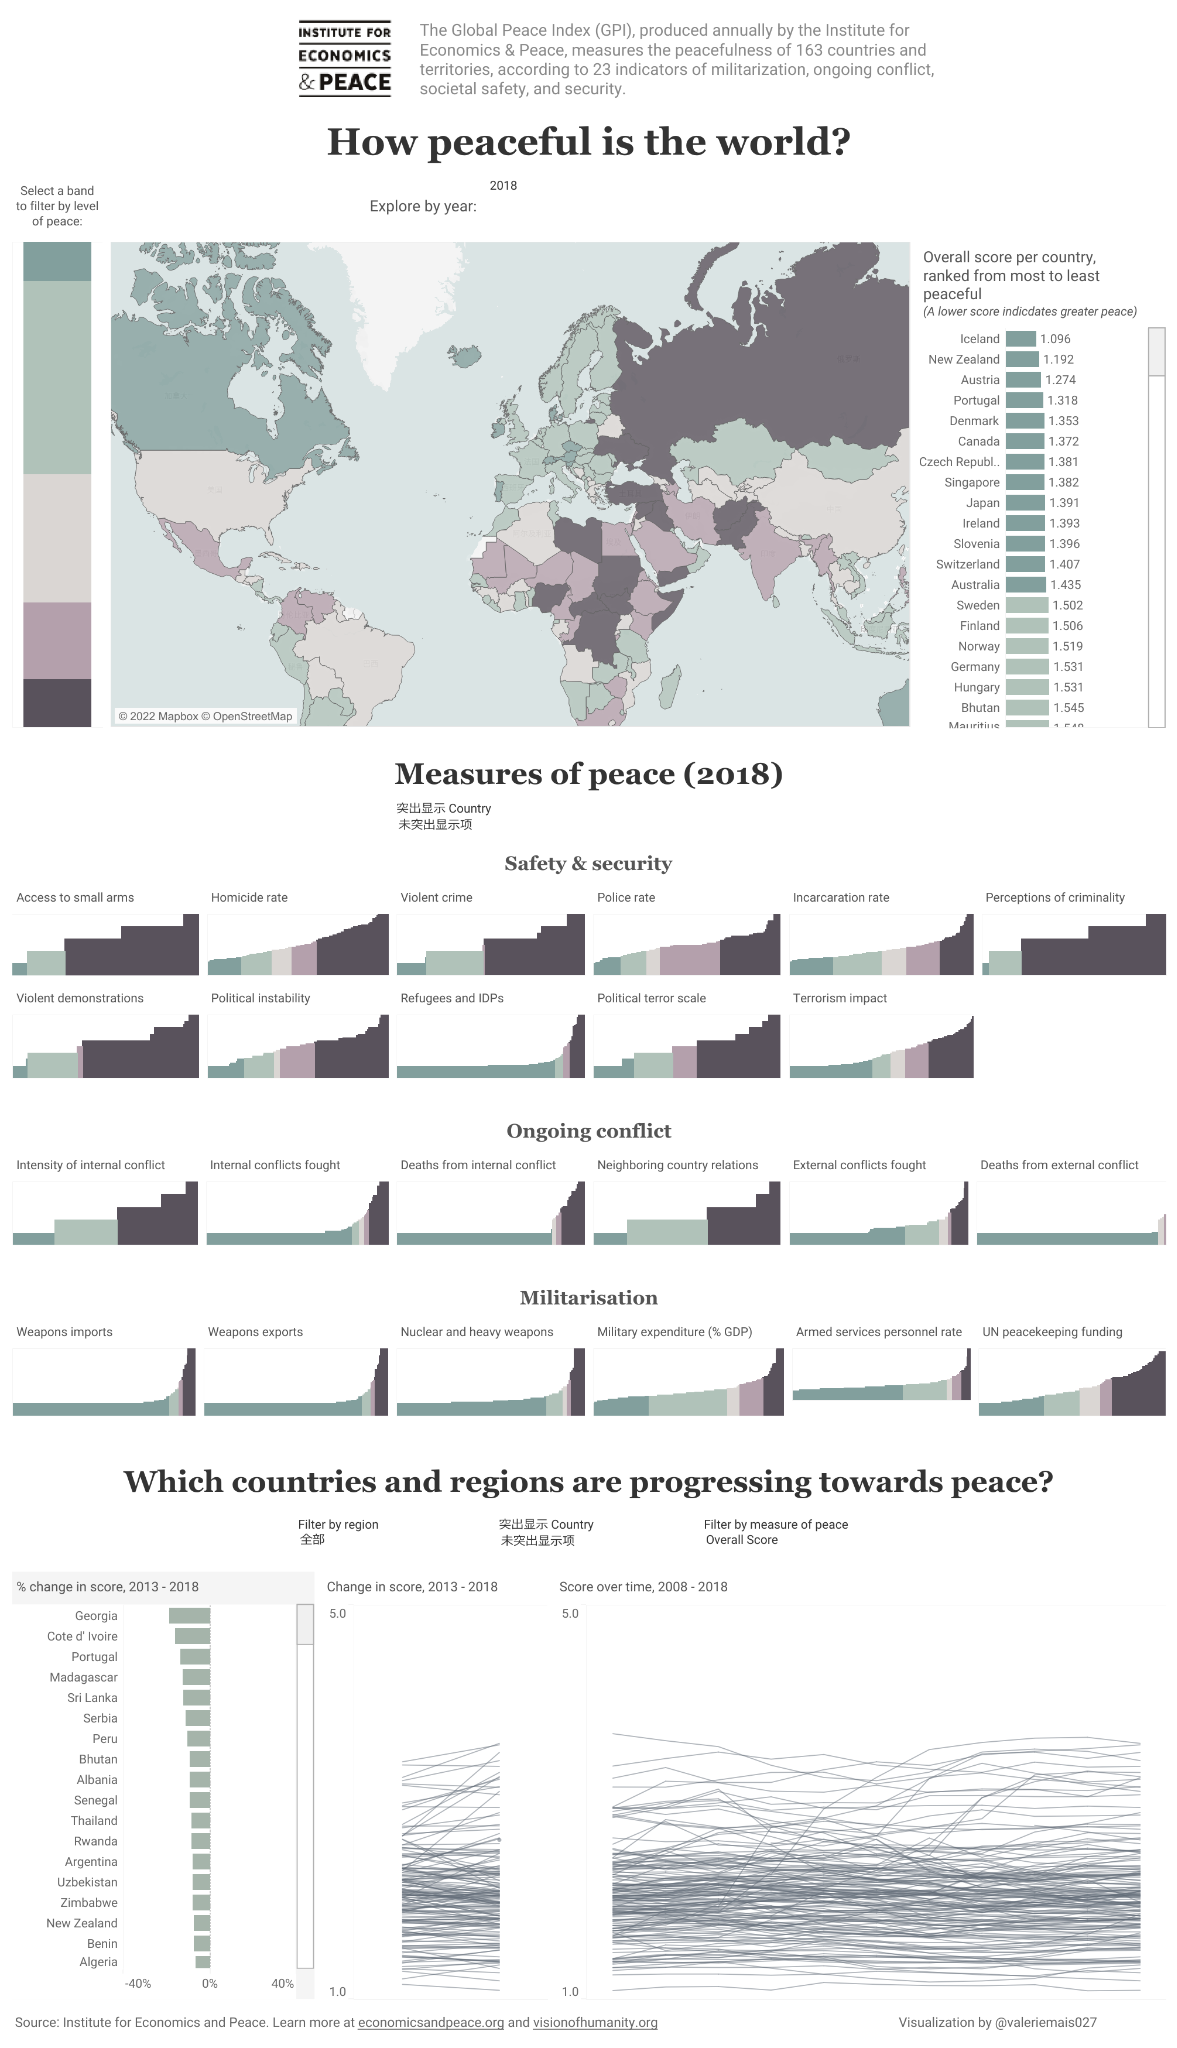 INSTITUTE FOR
ECONOMICS
& PEACE
The Global Peace Index (GPI), produced annually by the Institute for
Economics & Peace, measures the peacefulness of 163 countries and
territories, according to 23 indicators of militarization, ongoing conflict,
societal safety, and security.
How peaceful is the world?
Select a band
to filter by level
of peace:
2018
Explore by year:
© 2022 Mapbox © OpenStreetMap
Overall score per country,
ranked from most to least
peaceful
(A lower score indicdates greater peace)
Iceland 1.096
New Zealand 1.192
Austria 1.274
Portugal 1.318
Denmark 1.353
Canada 1.372
Czech Republ.. 1.381
Singapore 1.382
Japan 1.391
Ireland 1.393
Slovenia 1.396
Switzerland 1.407
Australia 1.435
Sweden 1.502
Finland 1.506
Norway 1.519
Germany 1.531
Hungary 1.531
Bhutan 1.545
Mauritius
Measures of peace (2018)
突出显示 Country
未突出显示项
Safety & security
Access to small arms
Homicide rate
Violent crime
Police rate
Incarcaration rate
Perceptions of criminality
Violent demonstrations
Political instability
Refugees and IDPs
Political terror scale
Terrorism impact
Ongoing conflict
Intensity of internal conflict
Internal conflicts fought
Deaths from internal conflict
Neighboring country relations
External conflicts fought
Deaths from external conflict
Militarisation
Weapons imports
Weapons exports
Nuclear and heavy weapons
Military expenditure (% GDP)
Armed services personnel rate
UN peacekeeping funding
Which countries and regions are progressing towards peace?
Filter by region
全部
突出显示 Country
未突出显示项
Filter by measure of peace
Overall Score
% change in score, 2013 - 2018
Georgia
Cote d' Ivoire
Portugal
Madagascar
Sri Lanka
Serbia
Peru
Bhutan
Albania
Senegal
Thailand
Rwanda
Argentina
Uzbekistan
Zimbabwe
New Zealand
Benin
Algeria
-40% 0% 40%
Change in score, 2013 - 2018
5.0
1.0
Score over time, 2008 - 2018
5.0
1.0
Source: Institute for Economics and Peace. Learn more at economicsandpeace.org and visionofhumanity.org
Visualization by @valeriemais027